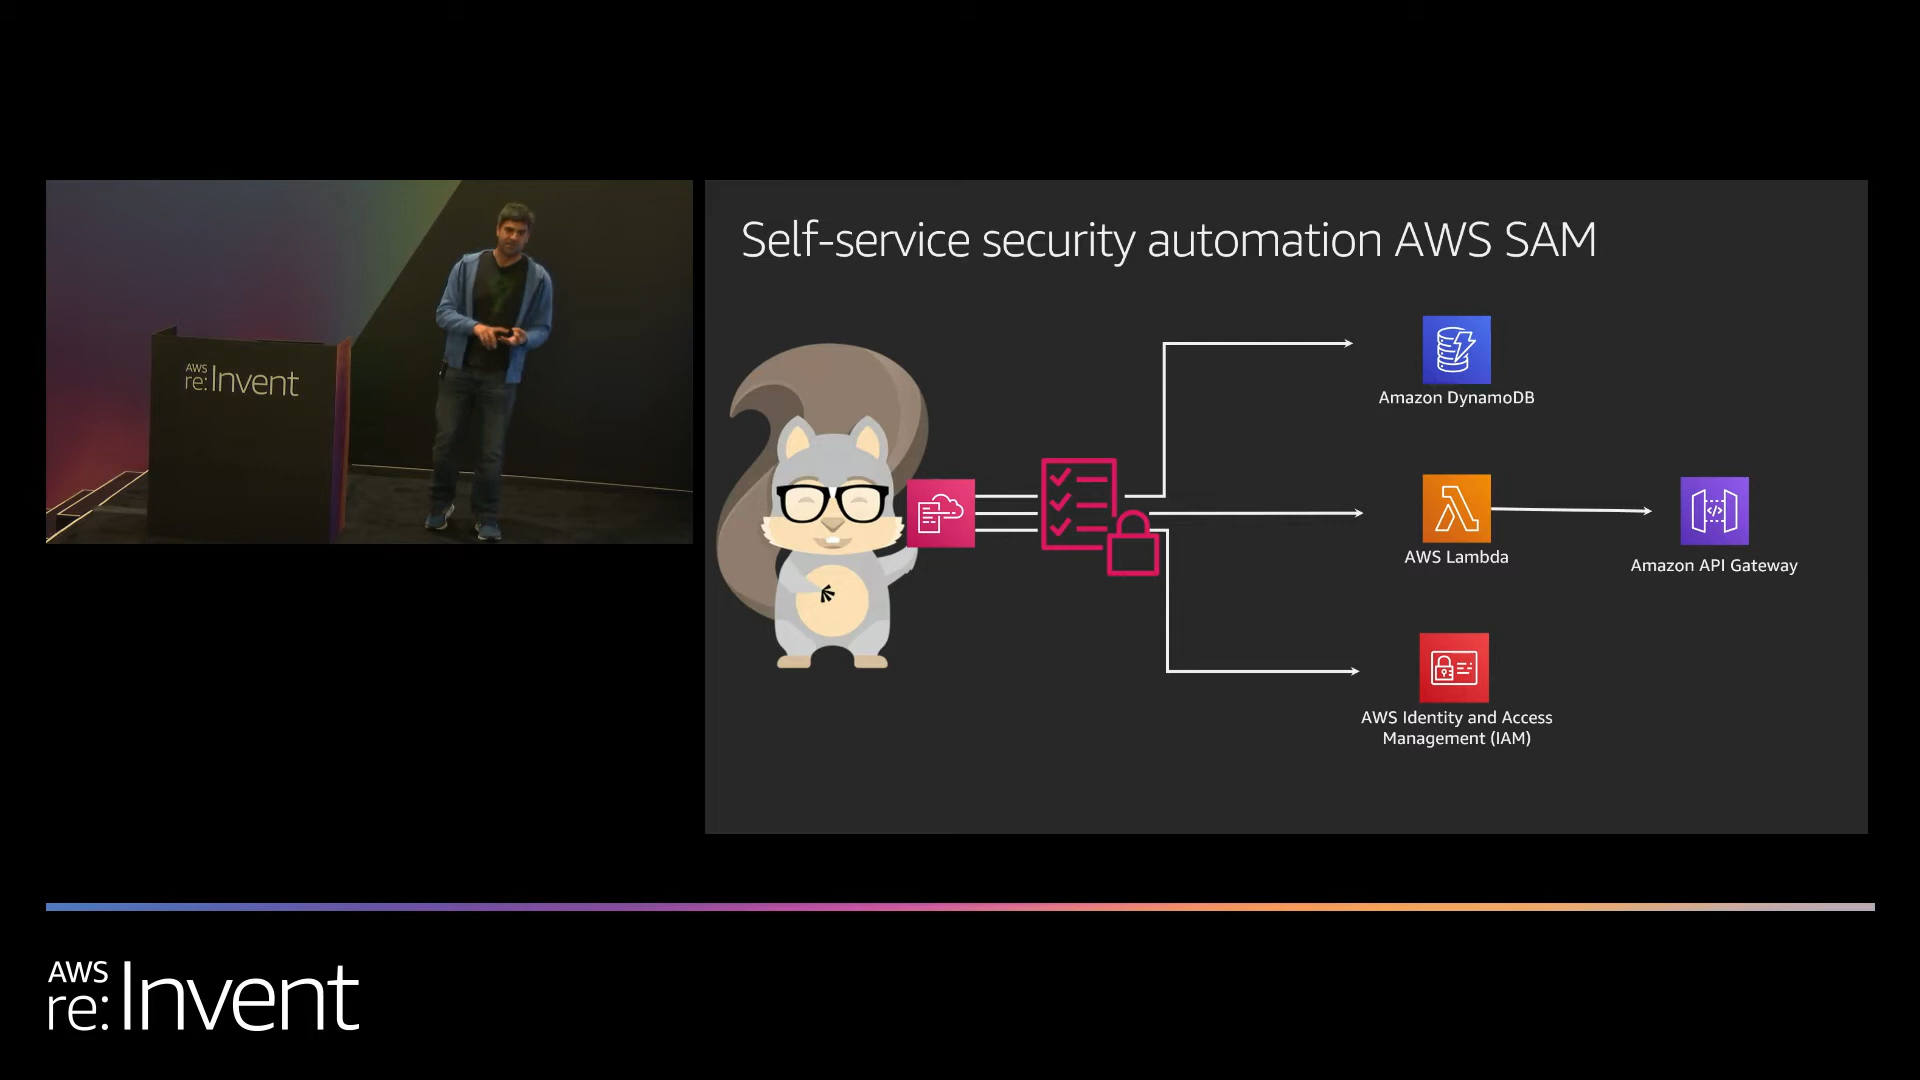 AWS
re:Invent
Self-service security automation AWS SAM
Amazon DynamoDB
AWS Lambda
Amazon API Gateway
AWS Identity and Access
Management (IAM)
AWS
re:Invent